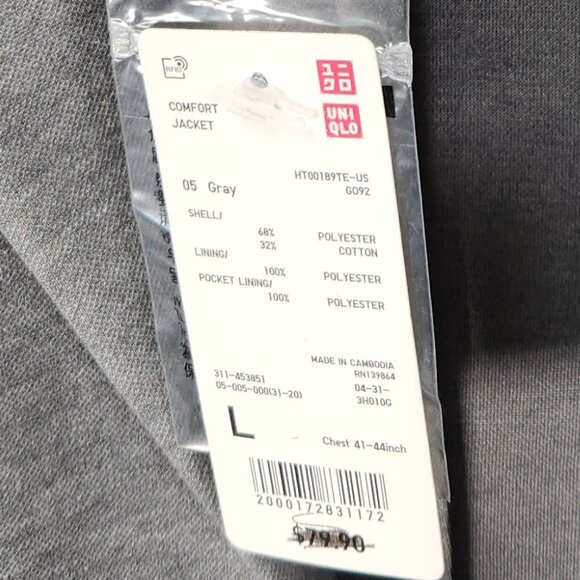 RFID
ユニ
クロ
COMFORT
JACKET
UNI
QLO
HT00189TE-US
05 Gray
G092
SHELL/
68% POLYESTER
32% COTTON
LINING/
100% POLYESTER
POCKET LINING/
100% POLYESTER
MADE IN CAMBODIA
311-453851 RN139864
05-005-000(31-20) 04-31-
3H010G
L
Chest 41-44inch
2000172831172
$79.90